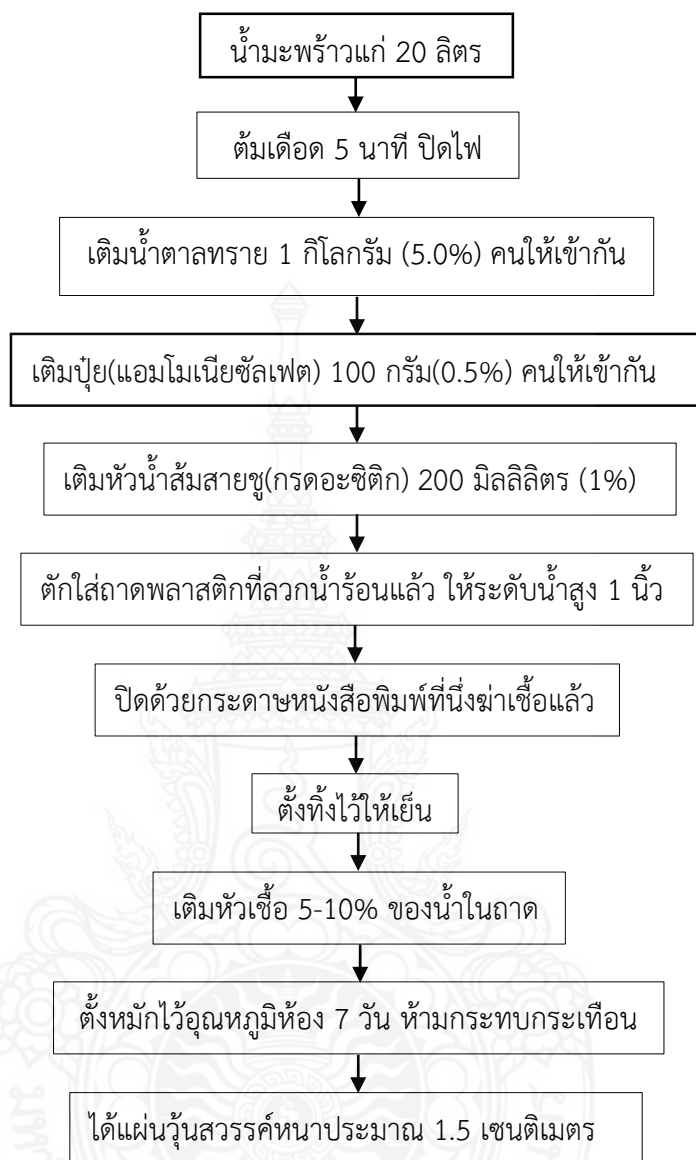 น้ำมะพร้าวแก่ 20 ลิตร
ต้มเดือด 5 นาที ปิดไฟ
เติมน้ำตาลทราย 1 กิโลกรัม (5.0%) คนให้เข้ากัน
เติมปุ๋ย(แอมโมเนียซัลเฟต) 100 กรัม(0.5%) คนให้เข้ากัน
เติมหัวน้ำส้มสายชู(กรดอะซิติก) 200 มิลลิลิตร (1%)
ตักใส่ถาดพลาสติกที่ลวกน้ำร้อนแล้ว ให้ระดับน้ำสูง 1 นิ้ว
ปิดด้วยกระดาษหนังสือพิมพ์ที่นึ่งฆ่าเชื้อแล้ว
ตั้งทิ้งไว้ให้เย็น
เติมหัวเชื้อ 5-10% ของน้ำในถาด
ตั้งหมักไว้อุณหภูมิห้อง 7 วัน ห้ามกระทบกระเทือน
ได้แผ่นวุ้นสวรรค์หนาประมาณ 1.5 เซนติเมตร